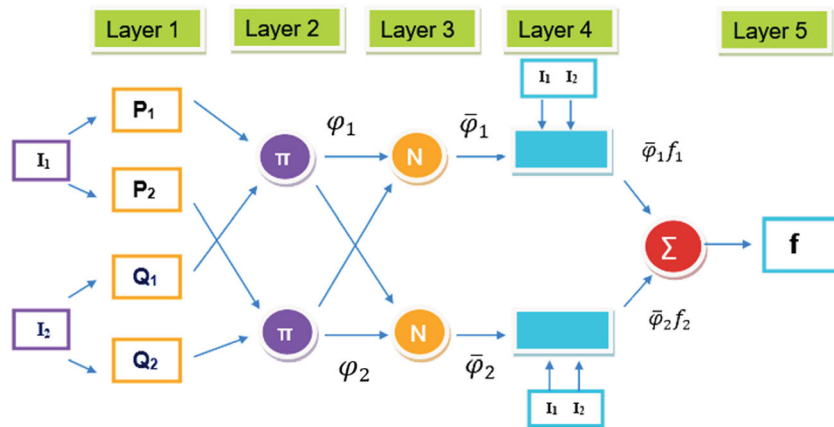 Layer 1 Layer 2 Layer 3 Layer 4 Layer 5
I₁ I₂
P₁
φ₁ φ̄₁
I₁
π N
φ̄₁f₁
P₂
Σ f
Q₁
φ̄₂f₂
I₂
π N
Q₂
φ₂ φ̄₂
I₁ I₂